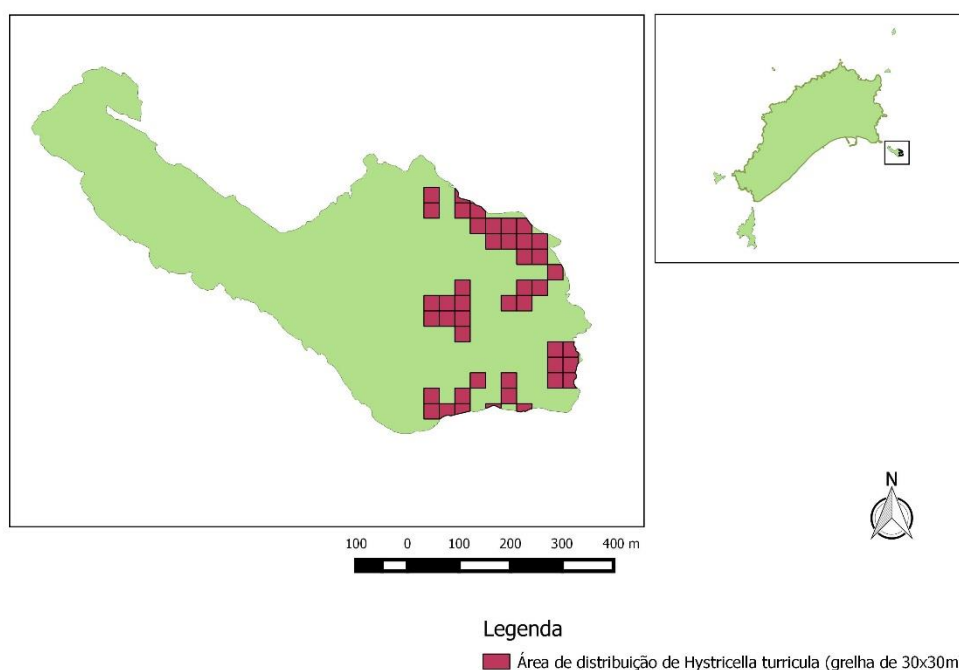 N
100 0 100 200 300 400 m
Legenda
Área de distribuição de Hystricella turricula (grelha de 30x30m